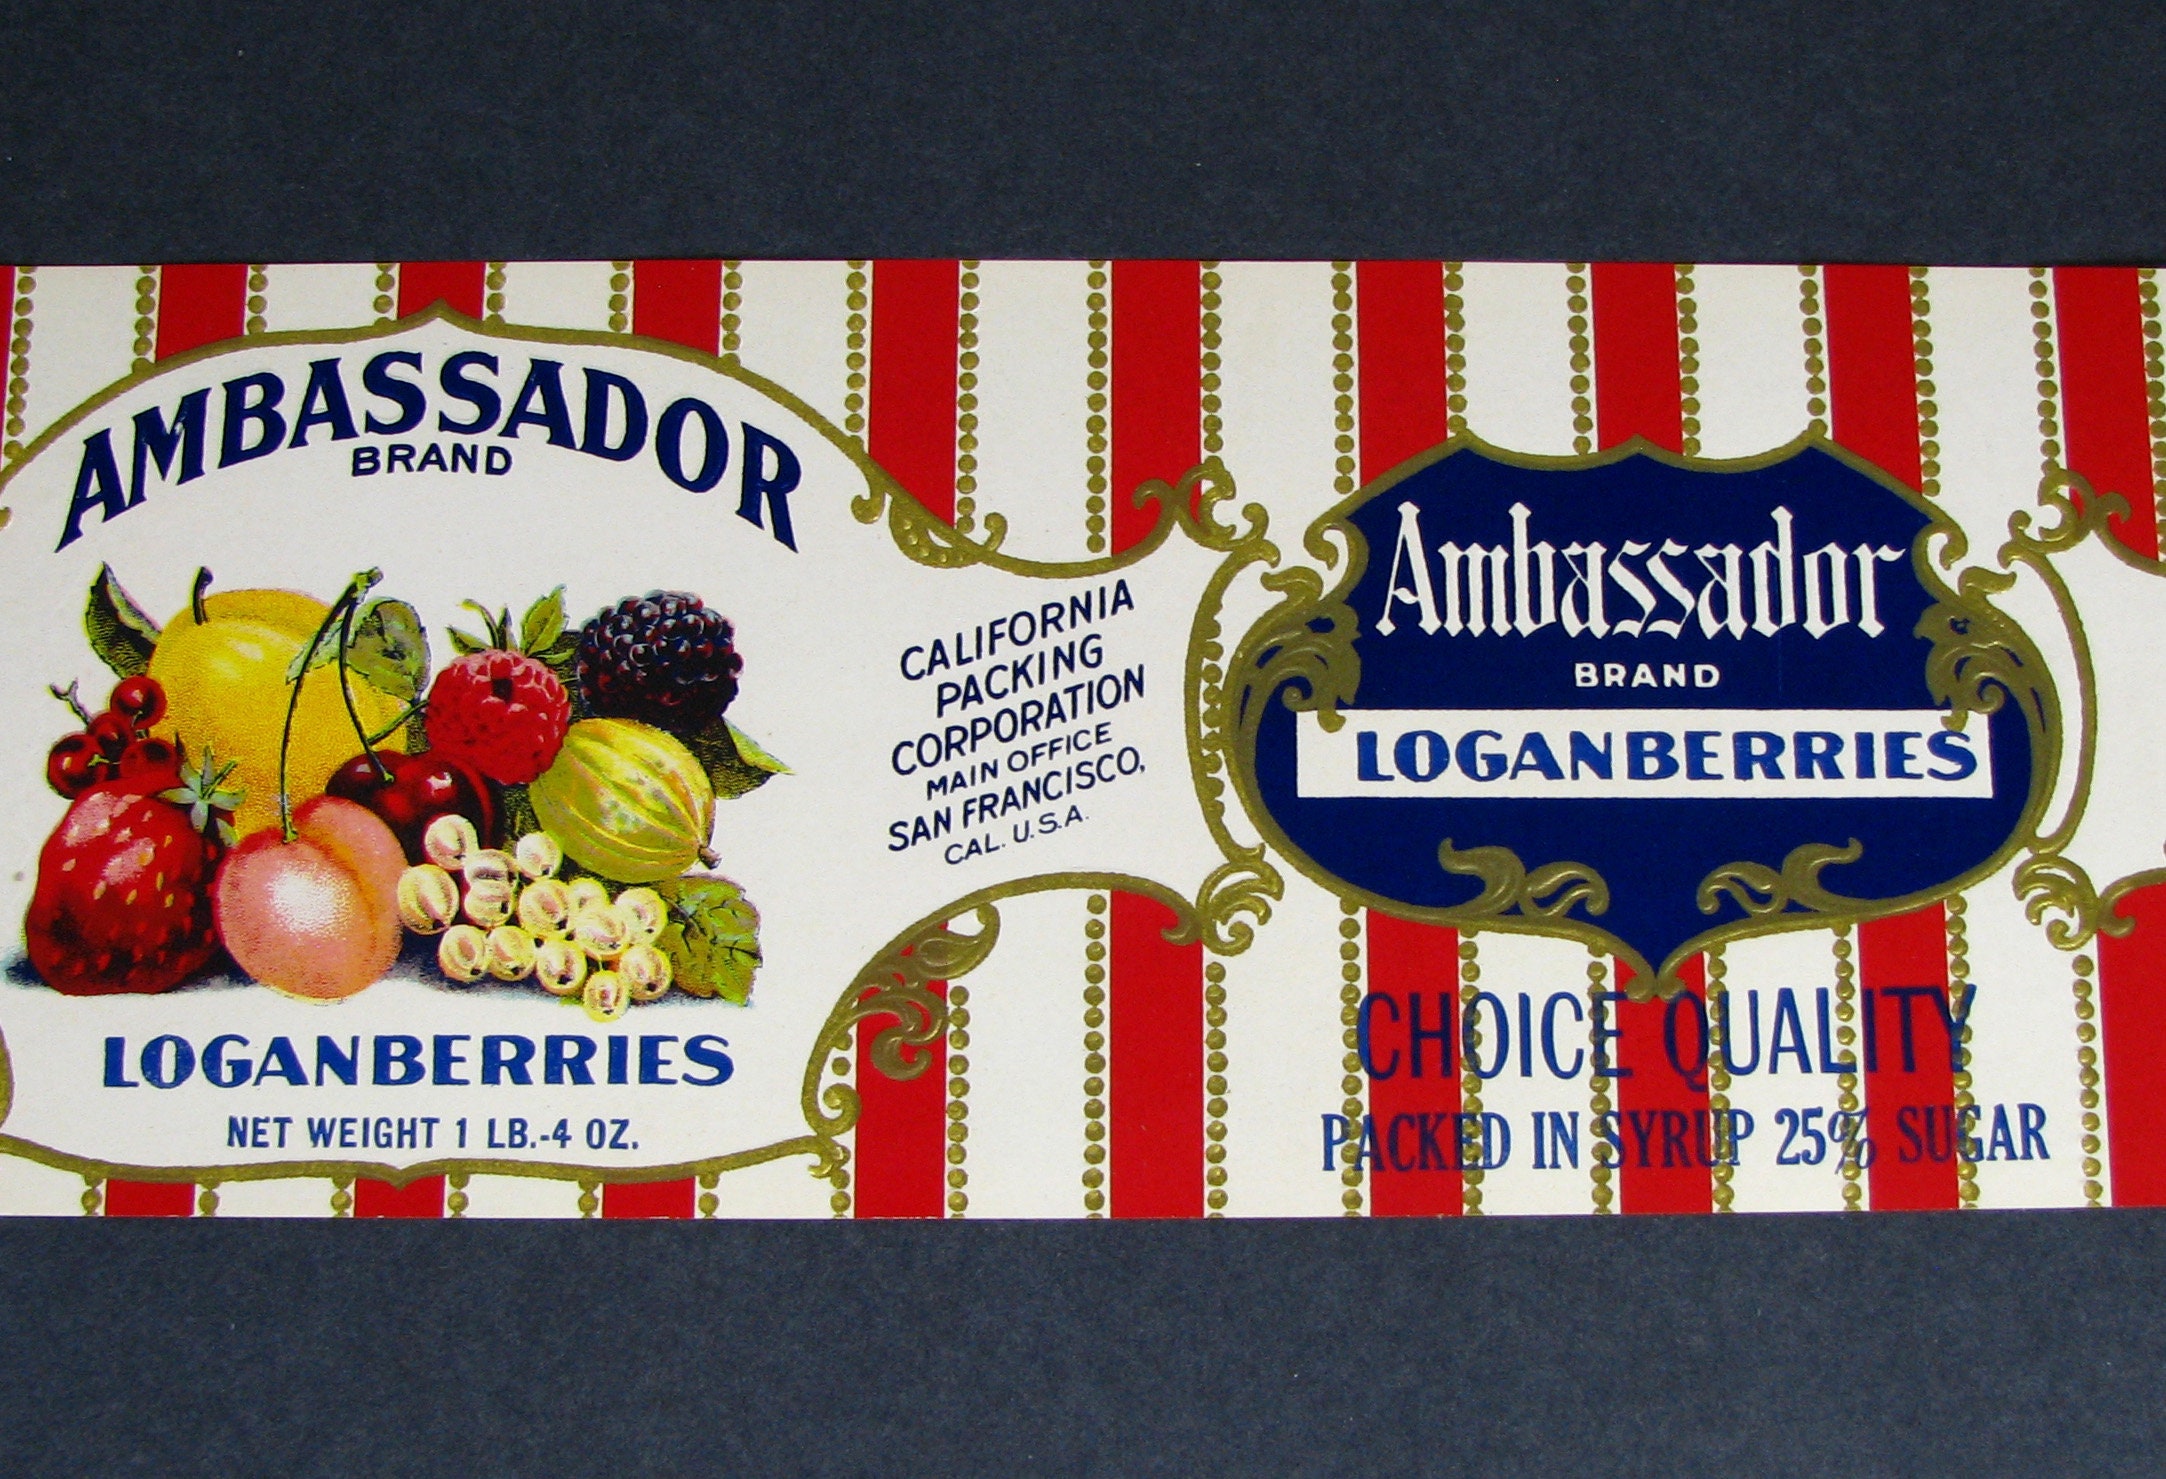 AMBASSADOR
BRAND
LOGANBERRIES
NET WEIGHT 1 LB.-4 OZ.
CALIFORNIA
PACKING
CORPORATION
MAIN OFFICE
SAN FRANCISCO,
CAL. U.S.A.
Ambassador
BRAND
LOGANBERRIES
CHOICE QUALITY
PACKED IN SYRUP 25% SUGAR